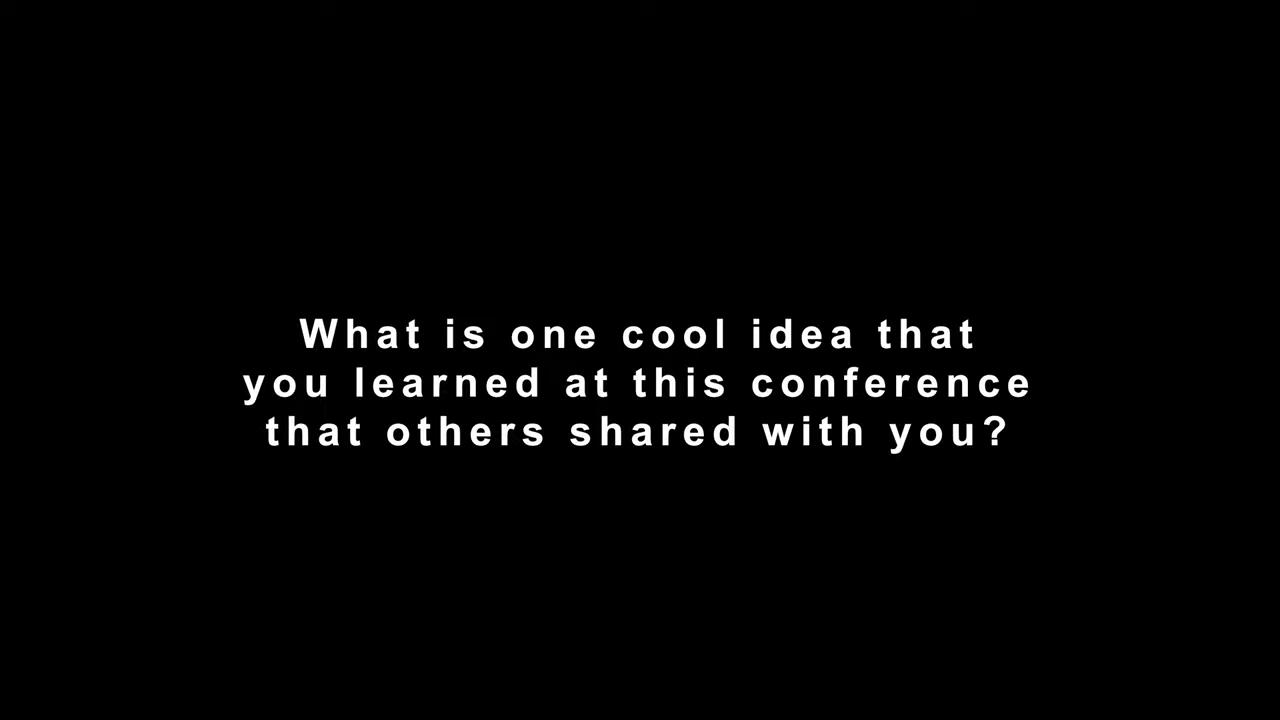 What is one cool idea that
you learned at this conference
that others shared with you?